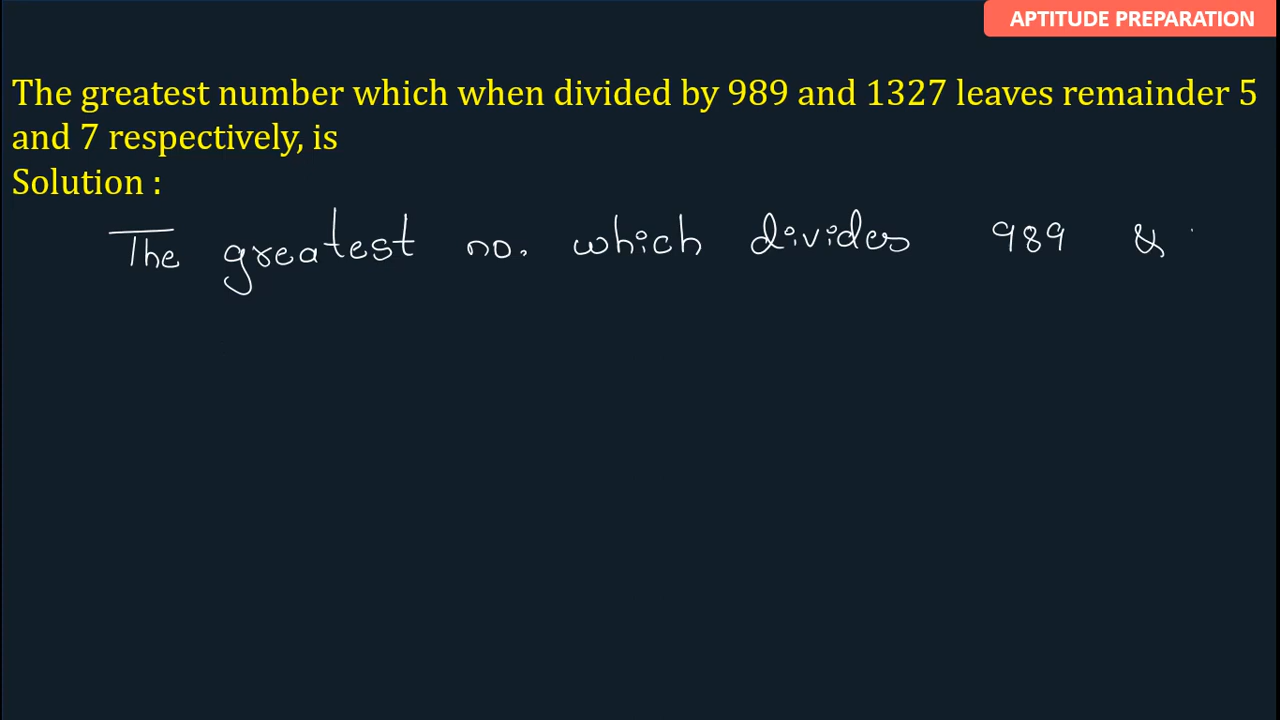 APTITUDE PREPARATION
The greatest number which when divided by 989 and 1327 leaves remainder 5
and 7 respectively, is
Solution :
The greatest no. which divides 989 &